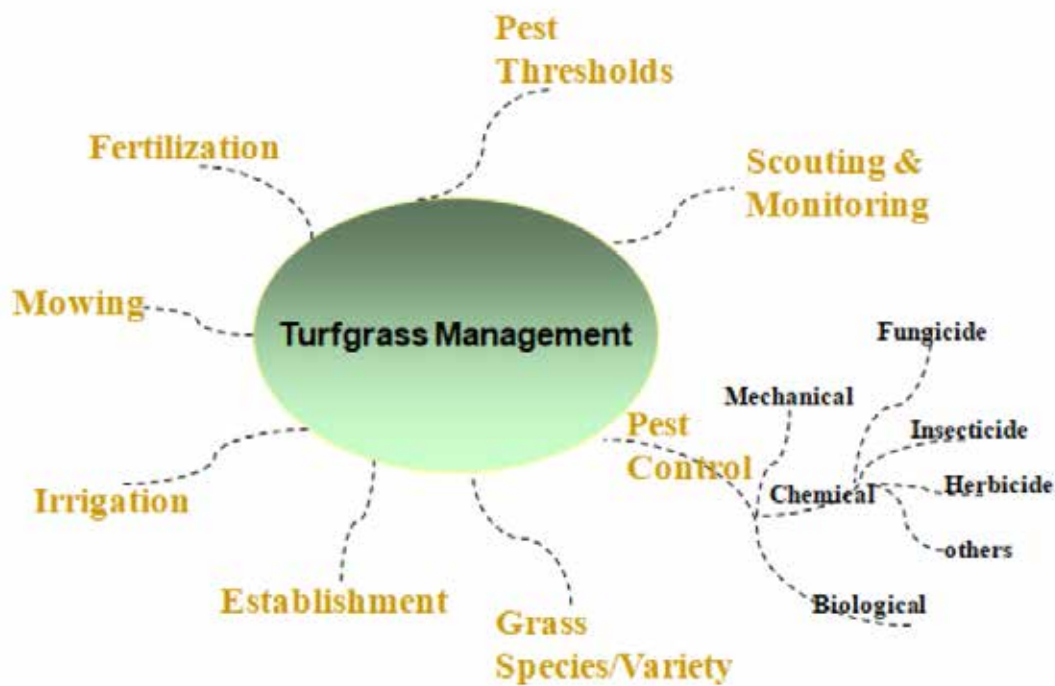 Pest
Thresholds
Fertilization
Scouting &
Monitoring
Mowing
Turfgrass Management
Fungicide
Mechanical
Pest
Control
Insecticide
Chemical
Herbicide
Irrigation
others
Establishment
Biological
Grass
Species/Variety